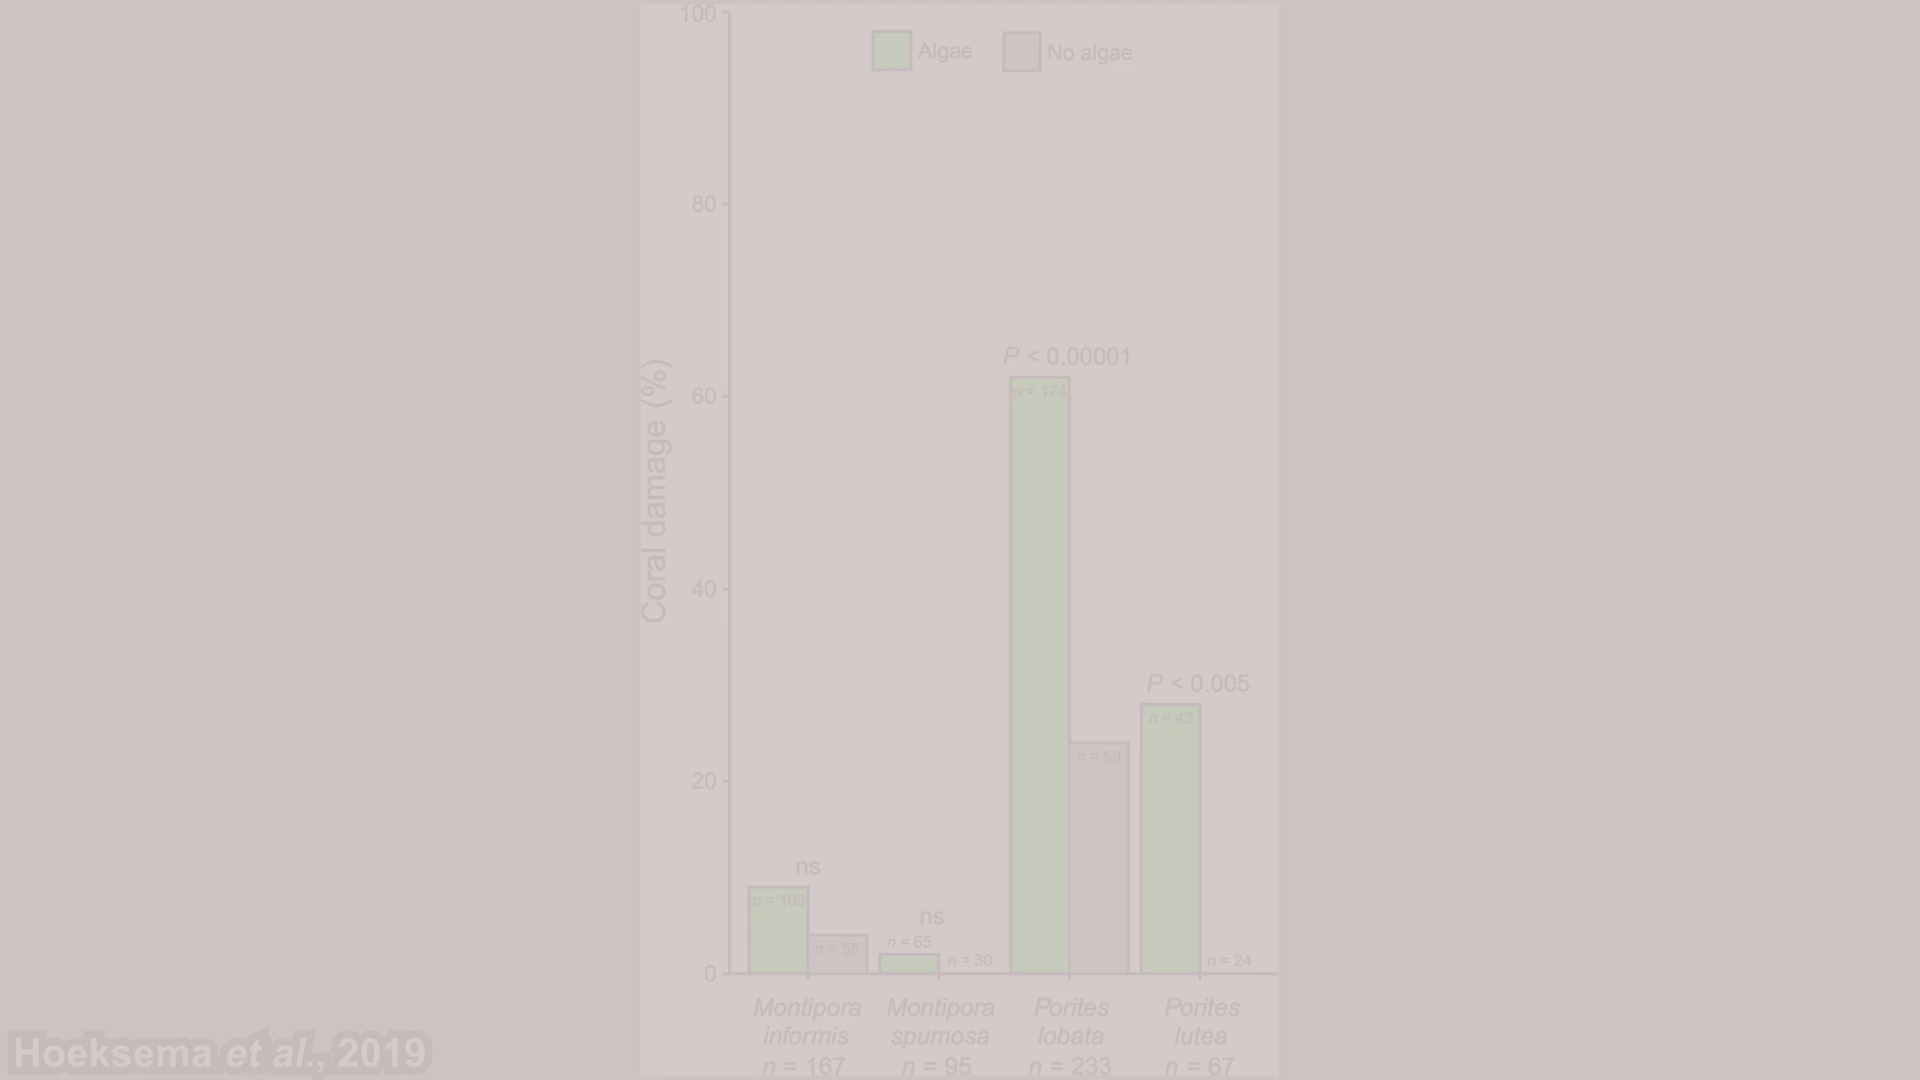 100
Algae
No algae
80
P < 0.00001
60
n = 174
Coral damage (%)
40
P < 0.005
n = 43
n = 59
20
ns
n = 109
ns
n = 65
n = 58
n = 30
n = 24
0
Montipora informis
n = 167
Montipora spumosa
n = 95
Porites lobata
n = 233
Porites lutea
n = 67
Hoeksema et al., 2019